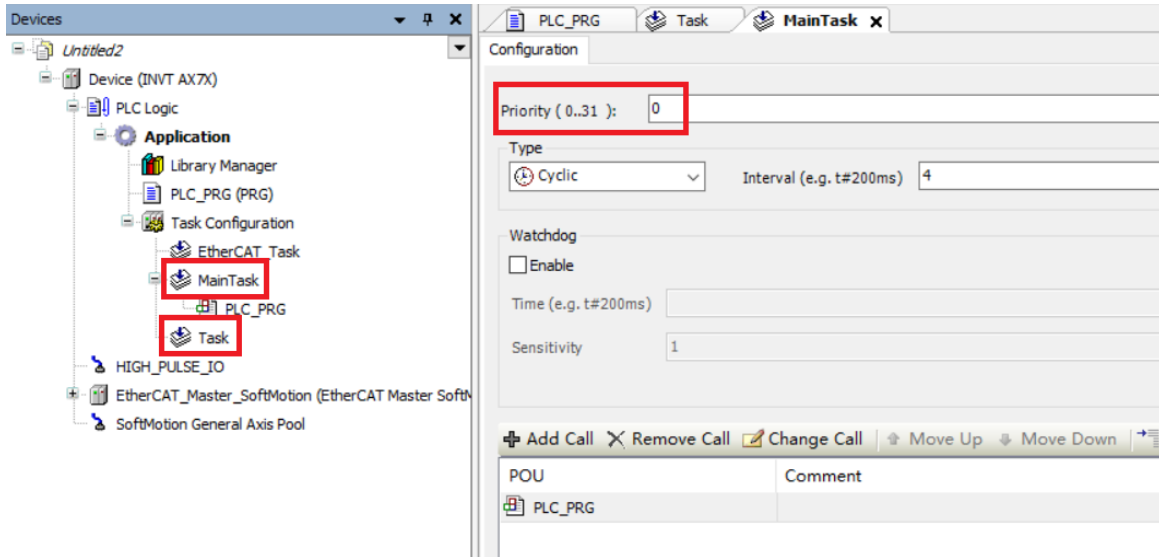 Devices
Untitled2
Device (INVT AX7X)
PLC Logic
Application
Library Manager
PLC_PRG (PRG)
Task Configuration
EtherCAT_Task
MainTask
PLC_PRG
Task
HIGH_PULSE_IO
EtherCAT_Master_SoftMotion (EtherCAT Master SoftM
SoftMotion General Axis Pool
PLC_PRG Task MainTask
Configuration
Priority ( 0..31 ): 0
Type
Cyclic Interval (e.g. t#200ms) 4
Watchdog
Enable
Time (e.g. t#200ms)
Sensitivity 1
Add Call Remove Call Change Call Move Up Move Down
POU Comment
PLC_PRG